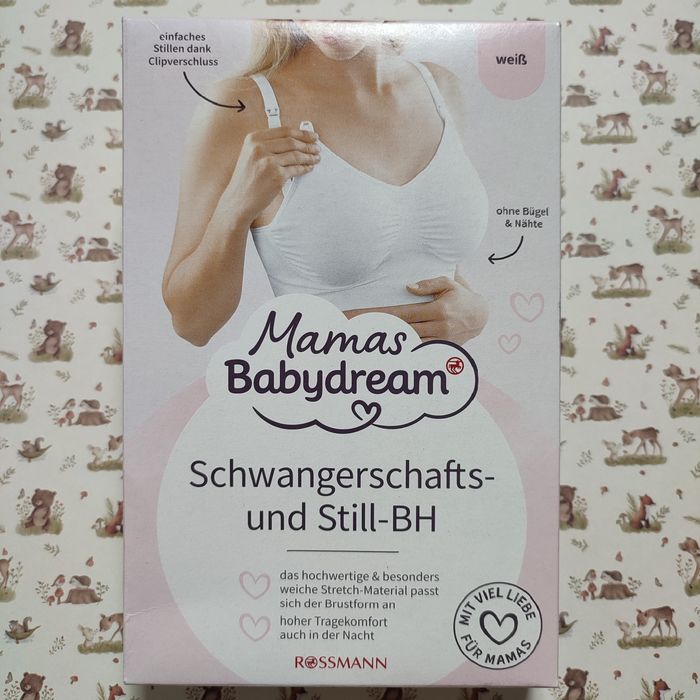 einfaches
Stillen dank
Clipverschluss
weiß
ohne Bügel
& Nähte
Mamas
Babydream
Schwangerschafts-
und Still-BH
das hochwertige & besonders
weiche Stretch-Material passt
sich der Brustform an
hoher Tragekomfort
auch in der Nacht
MIT VIEL LIEBE
FÜR MAMAS
ROSSMANN